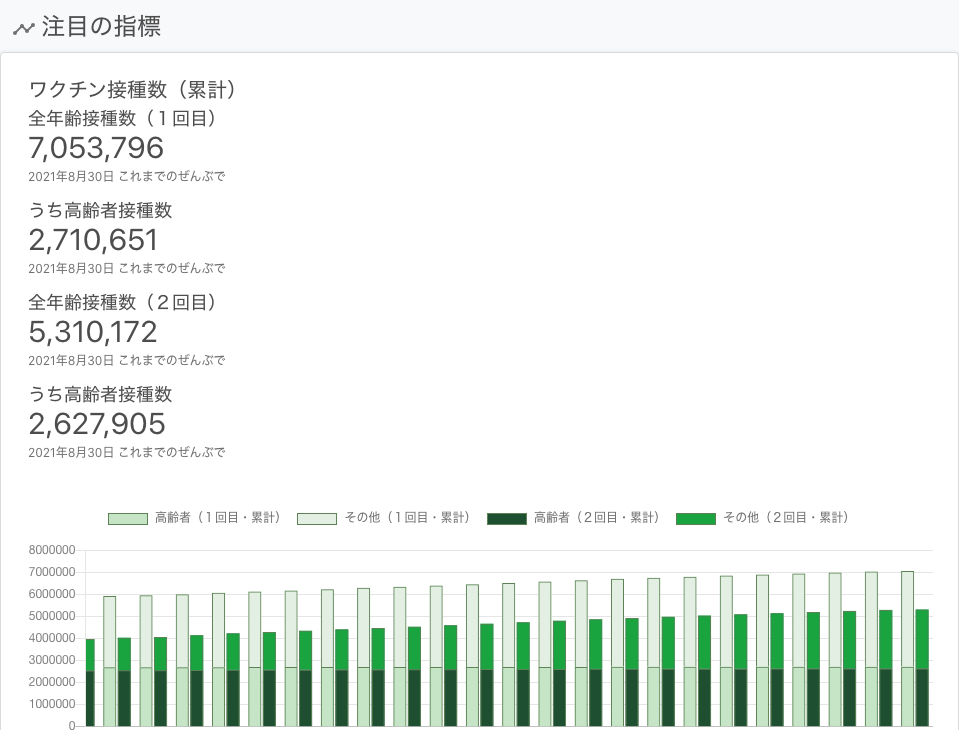 注目の指標
ワクチン接種数（累計）
全年齢接種数（１回目）
7,053,796
2021年8月30日 これまでのぜんぶで
うち高齢者接種数
2,710,651
2021年8月30日 これまでのぜんぶで
全年齢接種数（２回目）
5,310,172
2021年8月30日 これまでのぜんぶで
うち高齢者接種数
2,627,905
2021年8月30日 これまでのぜんぶで
高齢者（１回目・累計） その他（１回目・累計） 高齢者（２回目・累計） その他（２回目・累計）
8000000
7000000
6000000
5000000
4000000
3000000
2000000
1000000
0